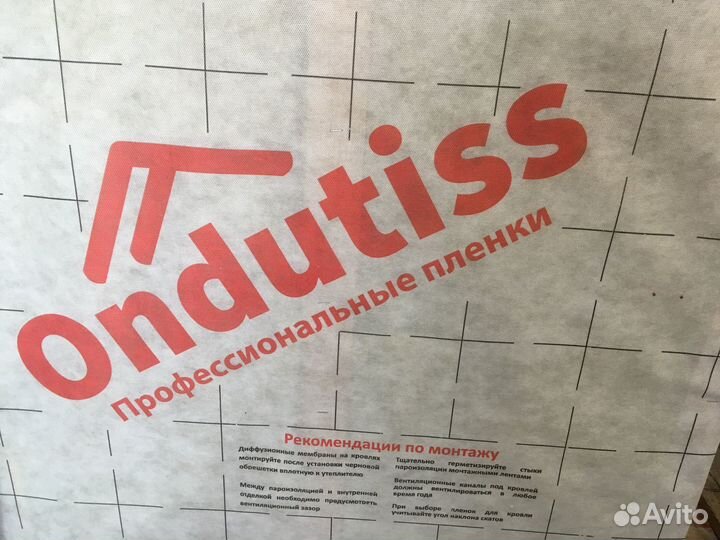 Ondutiss
Профессиональные пленки
Рекомендации по монтажу
Диффузионные мембраны на кровлях
монтируйте после установки черновой
обрешетки вплотную к утеплителю
Между пароизоляцией и внутренней
отделкой необходимо предусмотреть
вентиляционный зазор
Тщательно герметизируйте стыки
пароизоляции монтажными лентами
Вентиляционные каналы под кровлей
должны вентилироваться в любое
время года
При выборе пленок для кровли
учитывайте угол наклона скатов
Avito